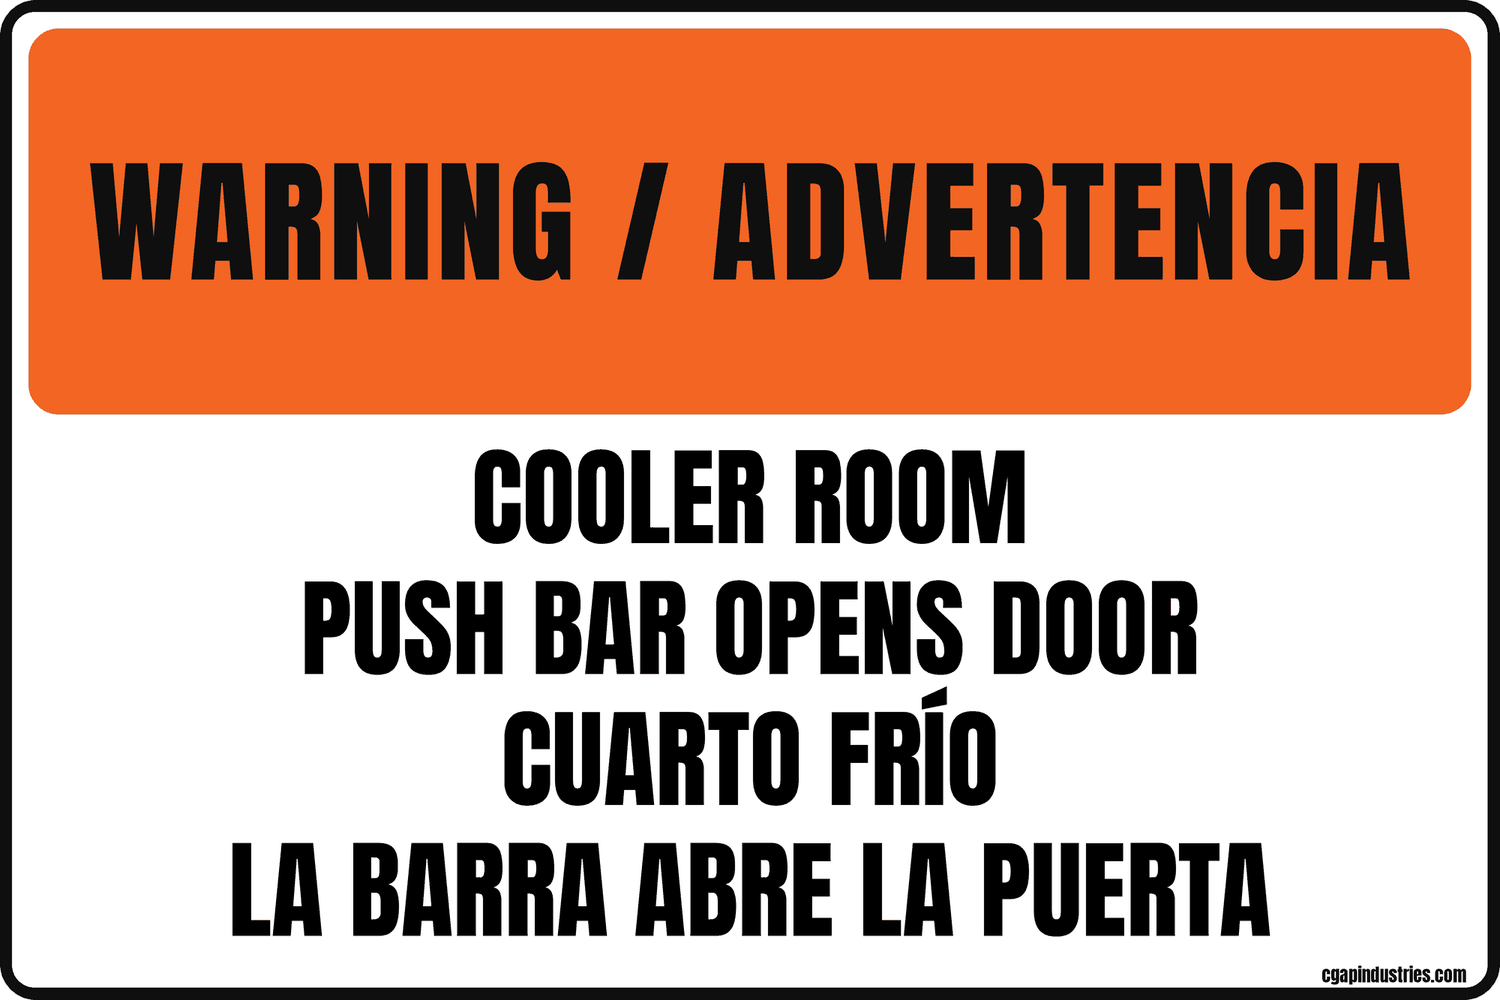 WARNING / ADVERTENCIA
COOLER ROOM
PUSH BAR OPENS DOOR
CUARTO FRÍO
LA BARRA ABRE LA PUERTA
cgapindustries.com